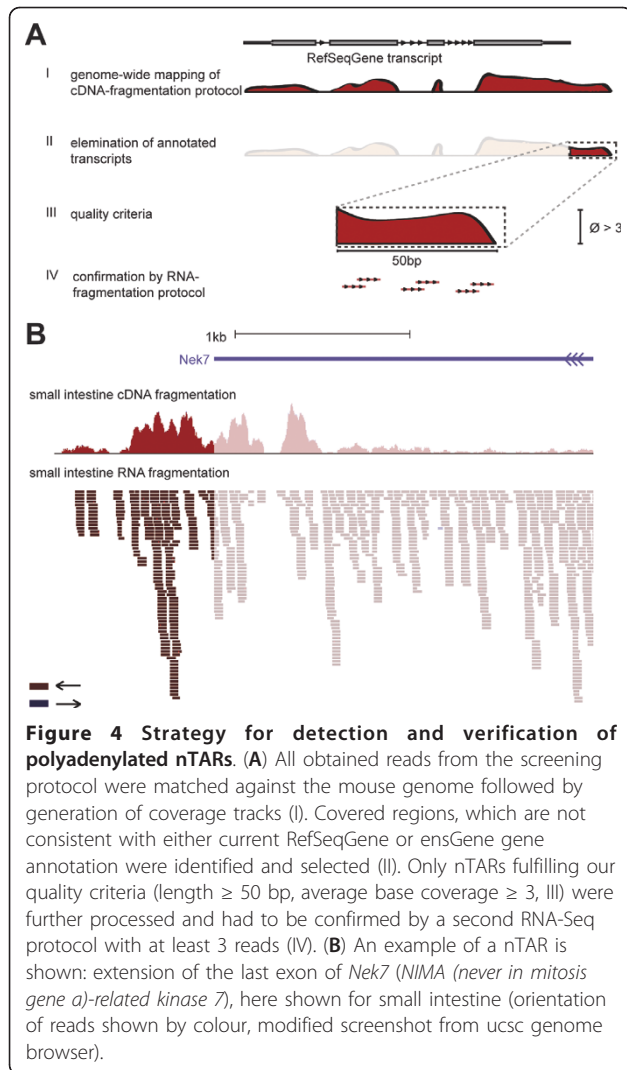 A
RefSeqGene transcript
I genome-wide mapping of
cDNA-fragmentation protocol
II elemination of annotated
transcripts
III quality criteria
Ø > 3
50bp
IV confirmation by RNA-
fragmentation protocol
B
1kb
Nek7
small intestine cDNA fragmentation
small intestine RNA fragmentation
Figure 4 Strategy for detection and verification of
polyadenylated nTARs. (A) All obtained reads from the screening
protocol were matched against the mouse genome followed by
generation of coverage tracks (I). Covered regions, which are not
consistent with either current RefSeqGene or ensGene gene
annotation were identified and selected (II). Only nTARs fulfilling our
quality criteria (length ≥ 50 bp, average base coverage ≥ 3, III) were
further processed and had to be confirmed by a second RNA-Seq
protocol with at least 3 reads (IV). (B) An example of a nTAR is
shown: extension of the last exon of Nek7 (NIMA (never in mitosis
gene a)-related kinase 7), here shown for small intestine (orientation
of reads shown by colour, modified screenshot from ucsc genome
browser).